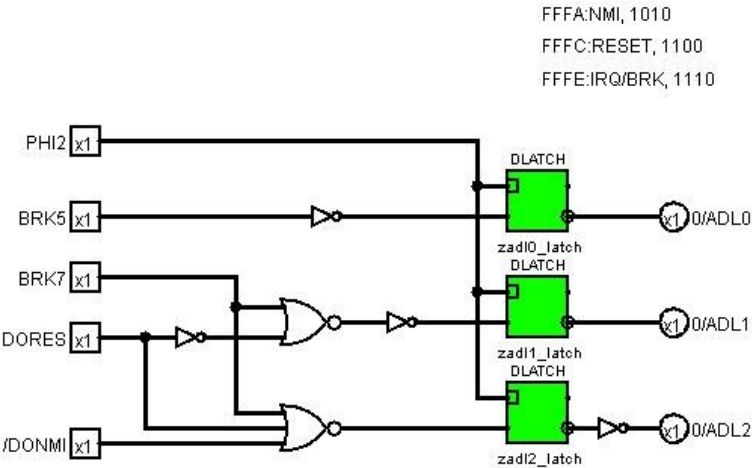 FFFA:NMI, 1010
FFFC:RESET, 1100
FFFE:IRQ/BRK, 1110
PHI2 x1
DLATCH
BRK5 x1
x1 0/ADL0
zadl0_latch
BRK7 x1
DLATCH
DORES x1
x1 0/ADL1
zadl1_latch
DLATCH
/DONMI x1
x1 0/ADL2
zadl2_latch